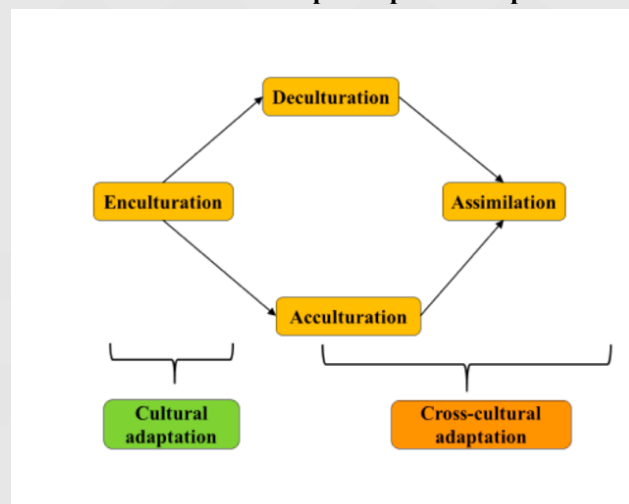 Deculturation
Enculturation
Assimilation
Acculturation
Cultural
adaptation
Cross-cultural
adaptation